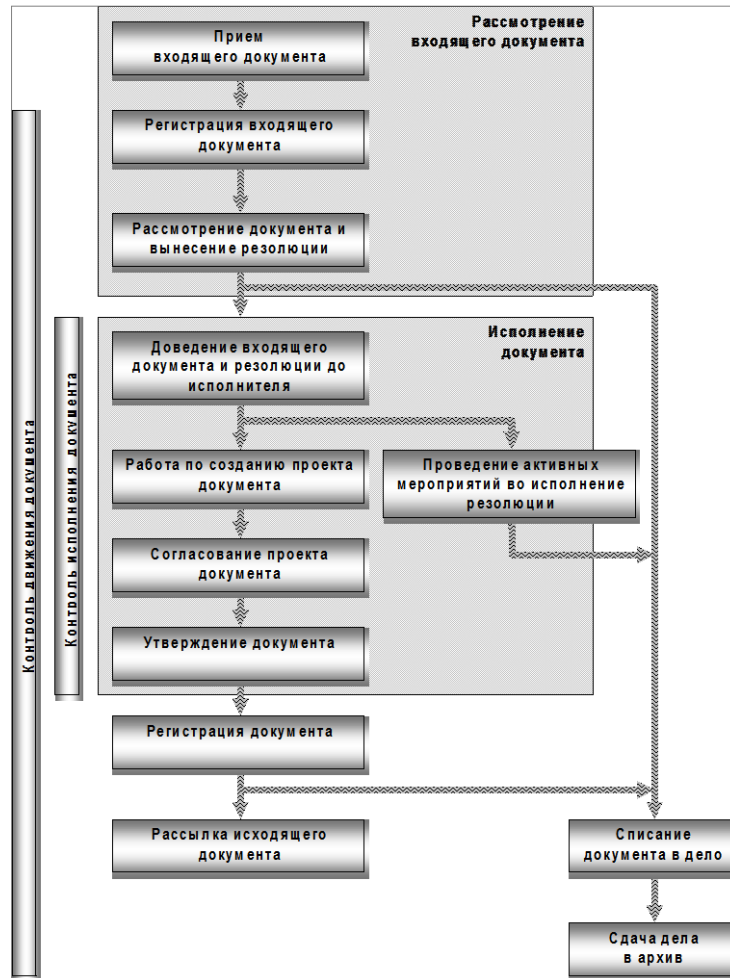 Прием
входящего документа
Рассмотрение
входящего документа
Регистрация входящего
документа
Рассмотрение документа и
вынесение резолюции
Исполнение
документа
Доведение входящего
документа и резолюции до
исполнителя
Работа по созданию проекта
документа
Проведение активных
мероприятий во исполнение
резолюции
Согласование проекта
документа
Утверждение документа
Регистрация документа
Рассылка исходящего
документа
Списание
документа в дело
Сдача дела
в архив
Контроль движения документа
Контроль исполнения документа